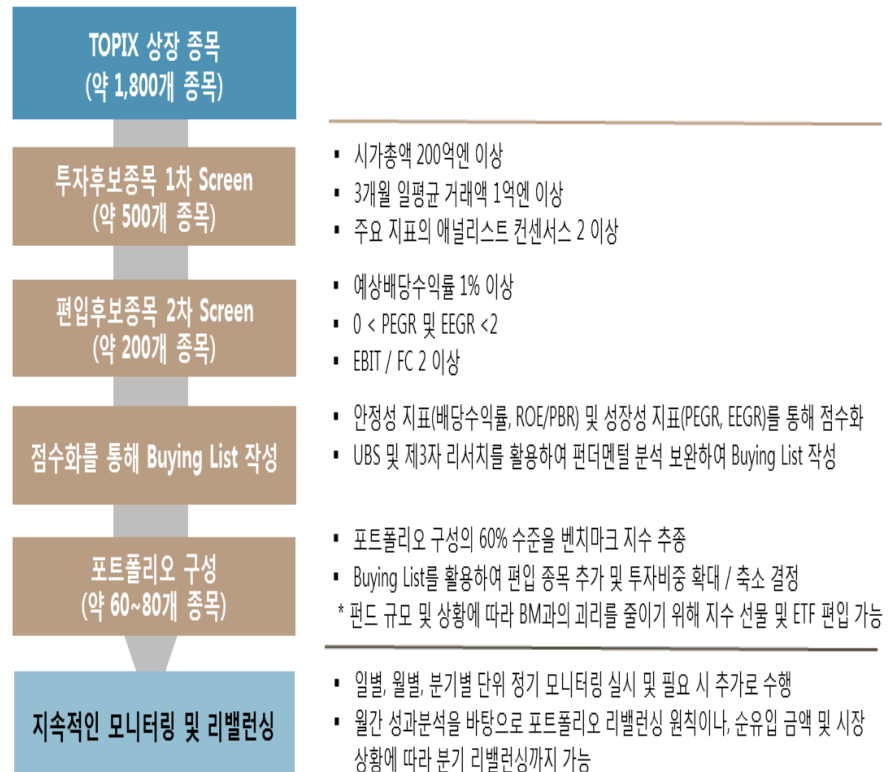 TOPIX 상장 종목
(약 1,800개 종목)
투자후보종목 1차 Screen
(약 500개 종목)
▪ 시가총액 200억엔 이상
▪ 3개월 일평균 거래액 1억엔 이상
▪ 주요 지표의 애널리스트 컨센서스 2 이상
편입후보종목 2차 Screen
(약 200개 종목)
▪ 예상배당수익률 1% 이상
▪ 0 < PEGR 및 EEGR <2
▪ EBIT / FC 2 이상
점수화를 통해 Buying List 작성
▪ 안정성 지표(배당수익률, ROE/PBR) 및 성장성 지표(PEGR, EEGR)를 통해 점수화
▪ UBS 및 제3자 리서치를 활용하여 펀더멘털 분석 보완하여 Buying List 작성
포트폴리오 구성
(약 60~80개 종목)
▪ 포트폴리오 구성의 60% 수준을 벤치마크 지수 추종
▪ Buying List를 활용하여 편입 종목 추가 및 투자비중 확대 / 축소 결정
* 펀드 규모 및 상황에 따라 BM과의 괴리를 줄이기 위해 지수 선물 및 ETF 편입 가능
지속적인 모니터링 및 리밸런싱
▪ 일별, 월별, 분기별 단위 정기 모니터링 실시 및 필요 시 추가로 수행
▪ 월간 성과분석을 바탕으로 포트폴리오 리밸런싱 원칙이나, 순유입 금액 및 시장
상황에 따라 분기 리밸런싱까지 가능